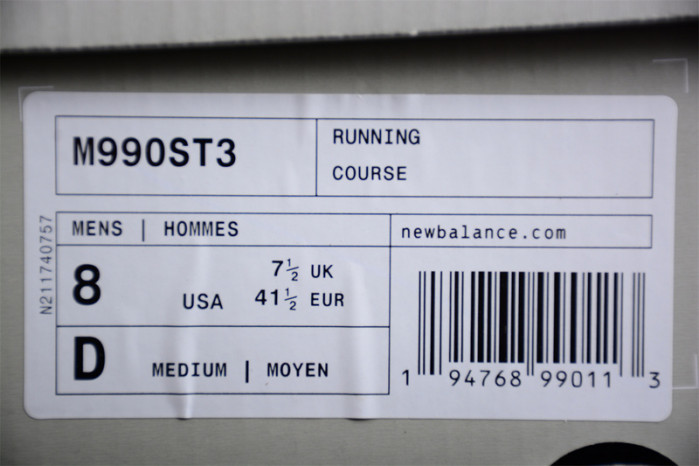 M990ST3
RUNNING
COURSE
MENS | HOMMES
newbalance.com
8
USA
7½ UK
41½ EUR
D
MEDIUM | MOYEN
N211740757
1 94768 99011 3